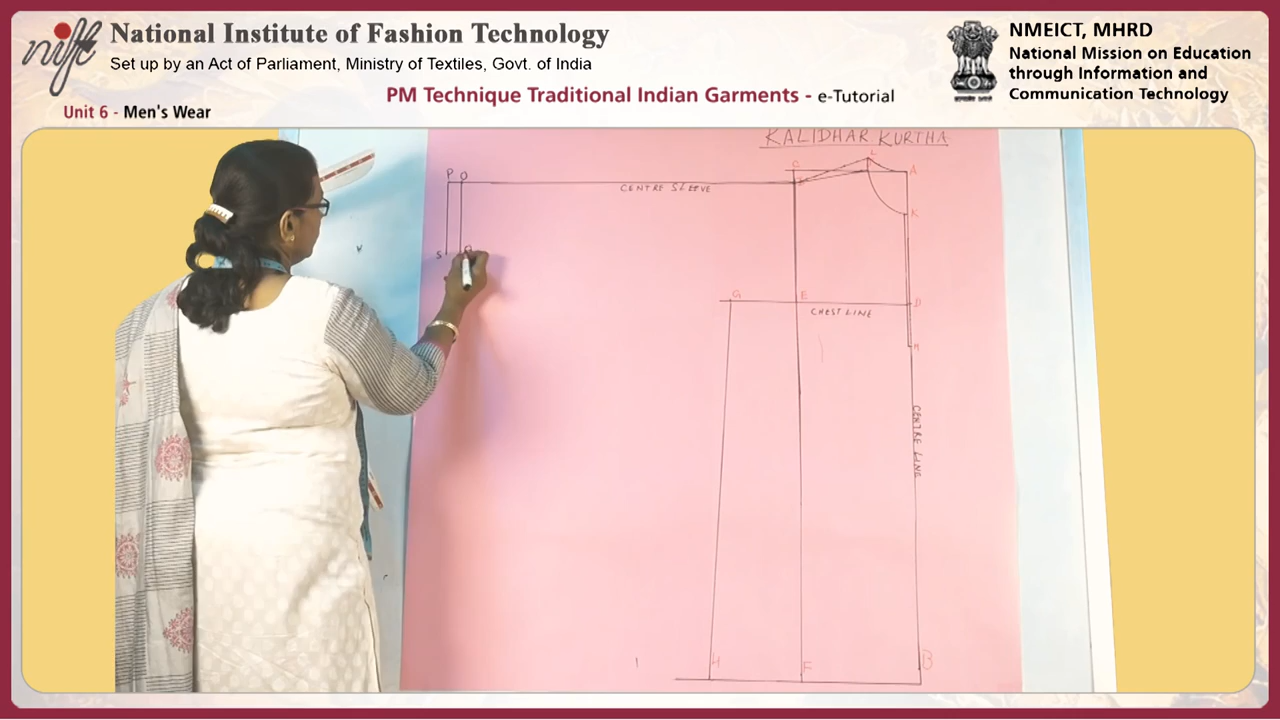 nift
National Institute of Fashion Technology
Set up by an Act of Parliament, Ministry of Textiles, Govt. of India
Unit 6 - Men's Wear
PM Technique Traditional Indian Garments - e-Tutorial
NMEICT, MHRD
National Mission on Education
through Information and
Communication Technology
KALIDHAR KURTHA
P O
CENTRE SLEEVE
C
L
A
K
S
G
E
D
CHEST LINE
CENTRE LINE
H
F
B